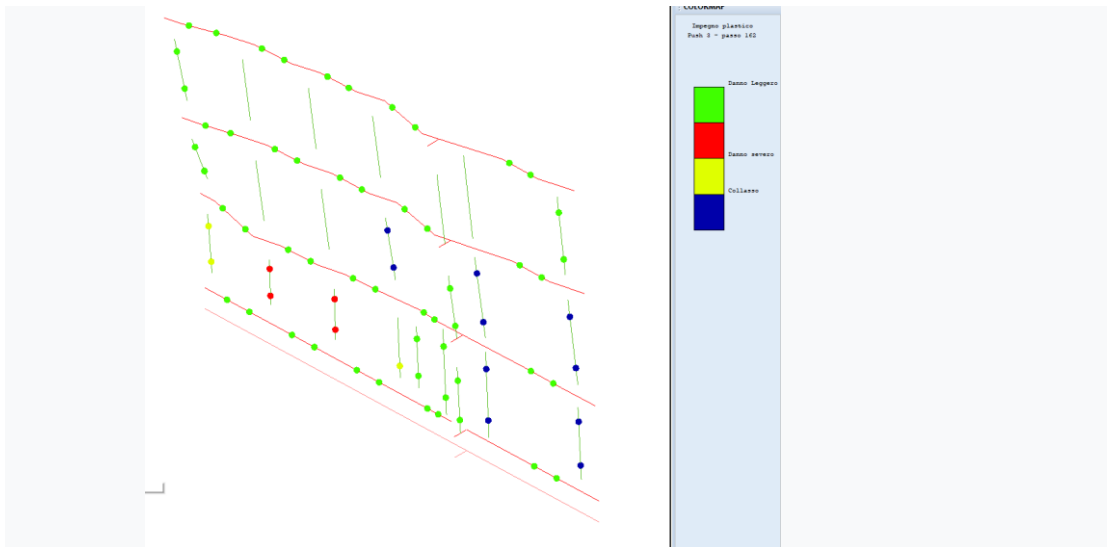 COLORMAP
Impegno plastico
Push 3 - passo 162
Danno Leggero
Danno severo
Collasso